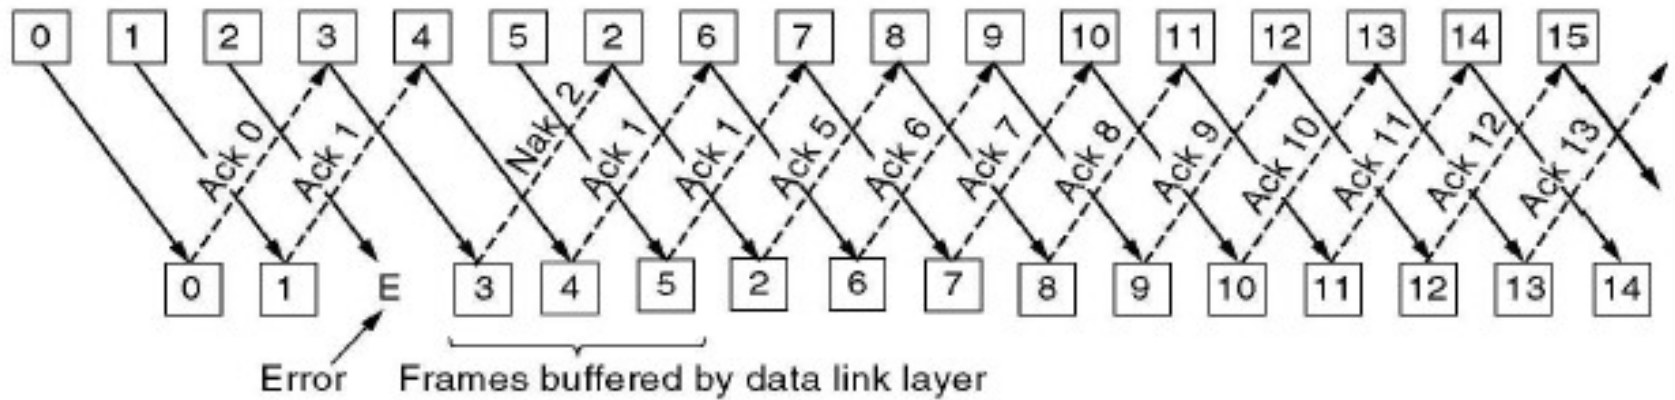 0 1 2 3 4 5 2 6 7 8 9 10 11 12 13 14 15
Ack 0 Ack 1 Nak 2 Ack 1 Ack 1 Ack 5 Ack 6 Ack 7 Ack 8 Ack 9 Ack 10 Ack 11 Ack 12 Ack 13
0 1 E 3 4 5 2 6 7 8 9 10 11 12 13 14
Error Frames buffered by data link layer